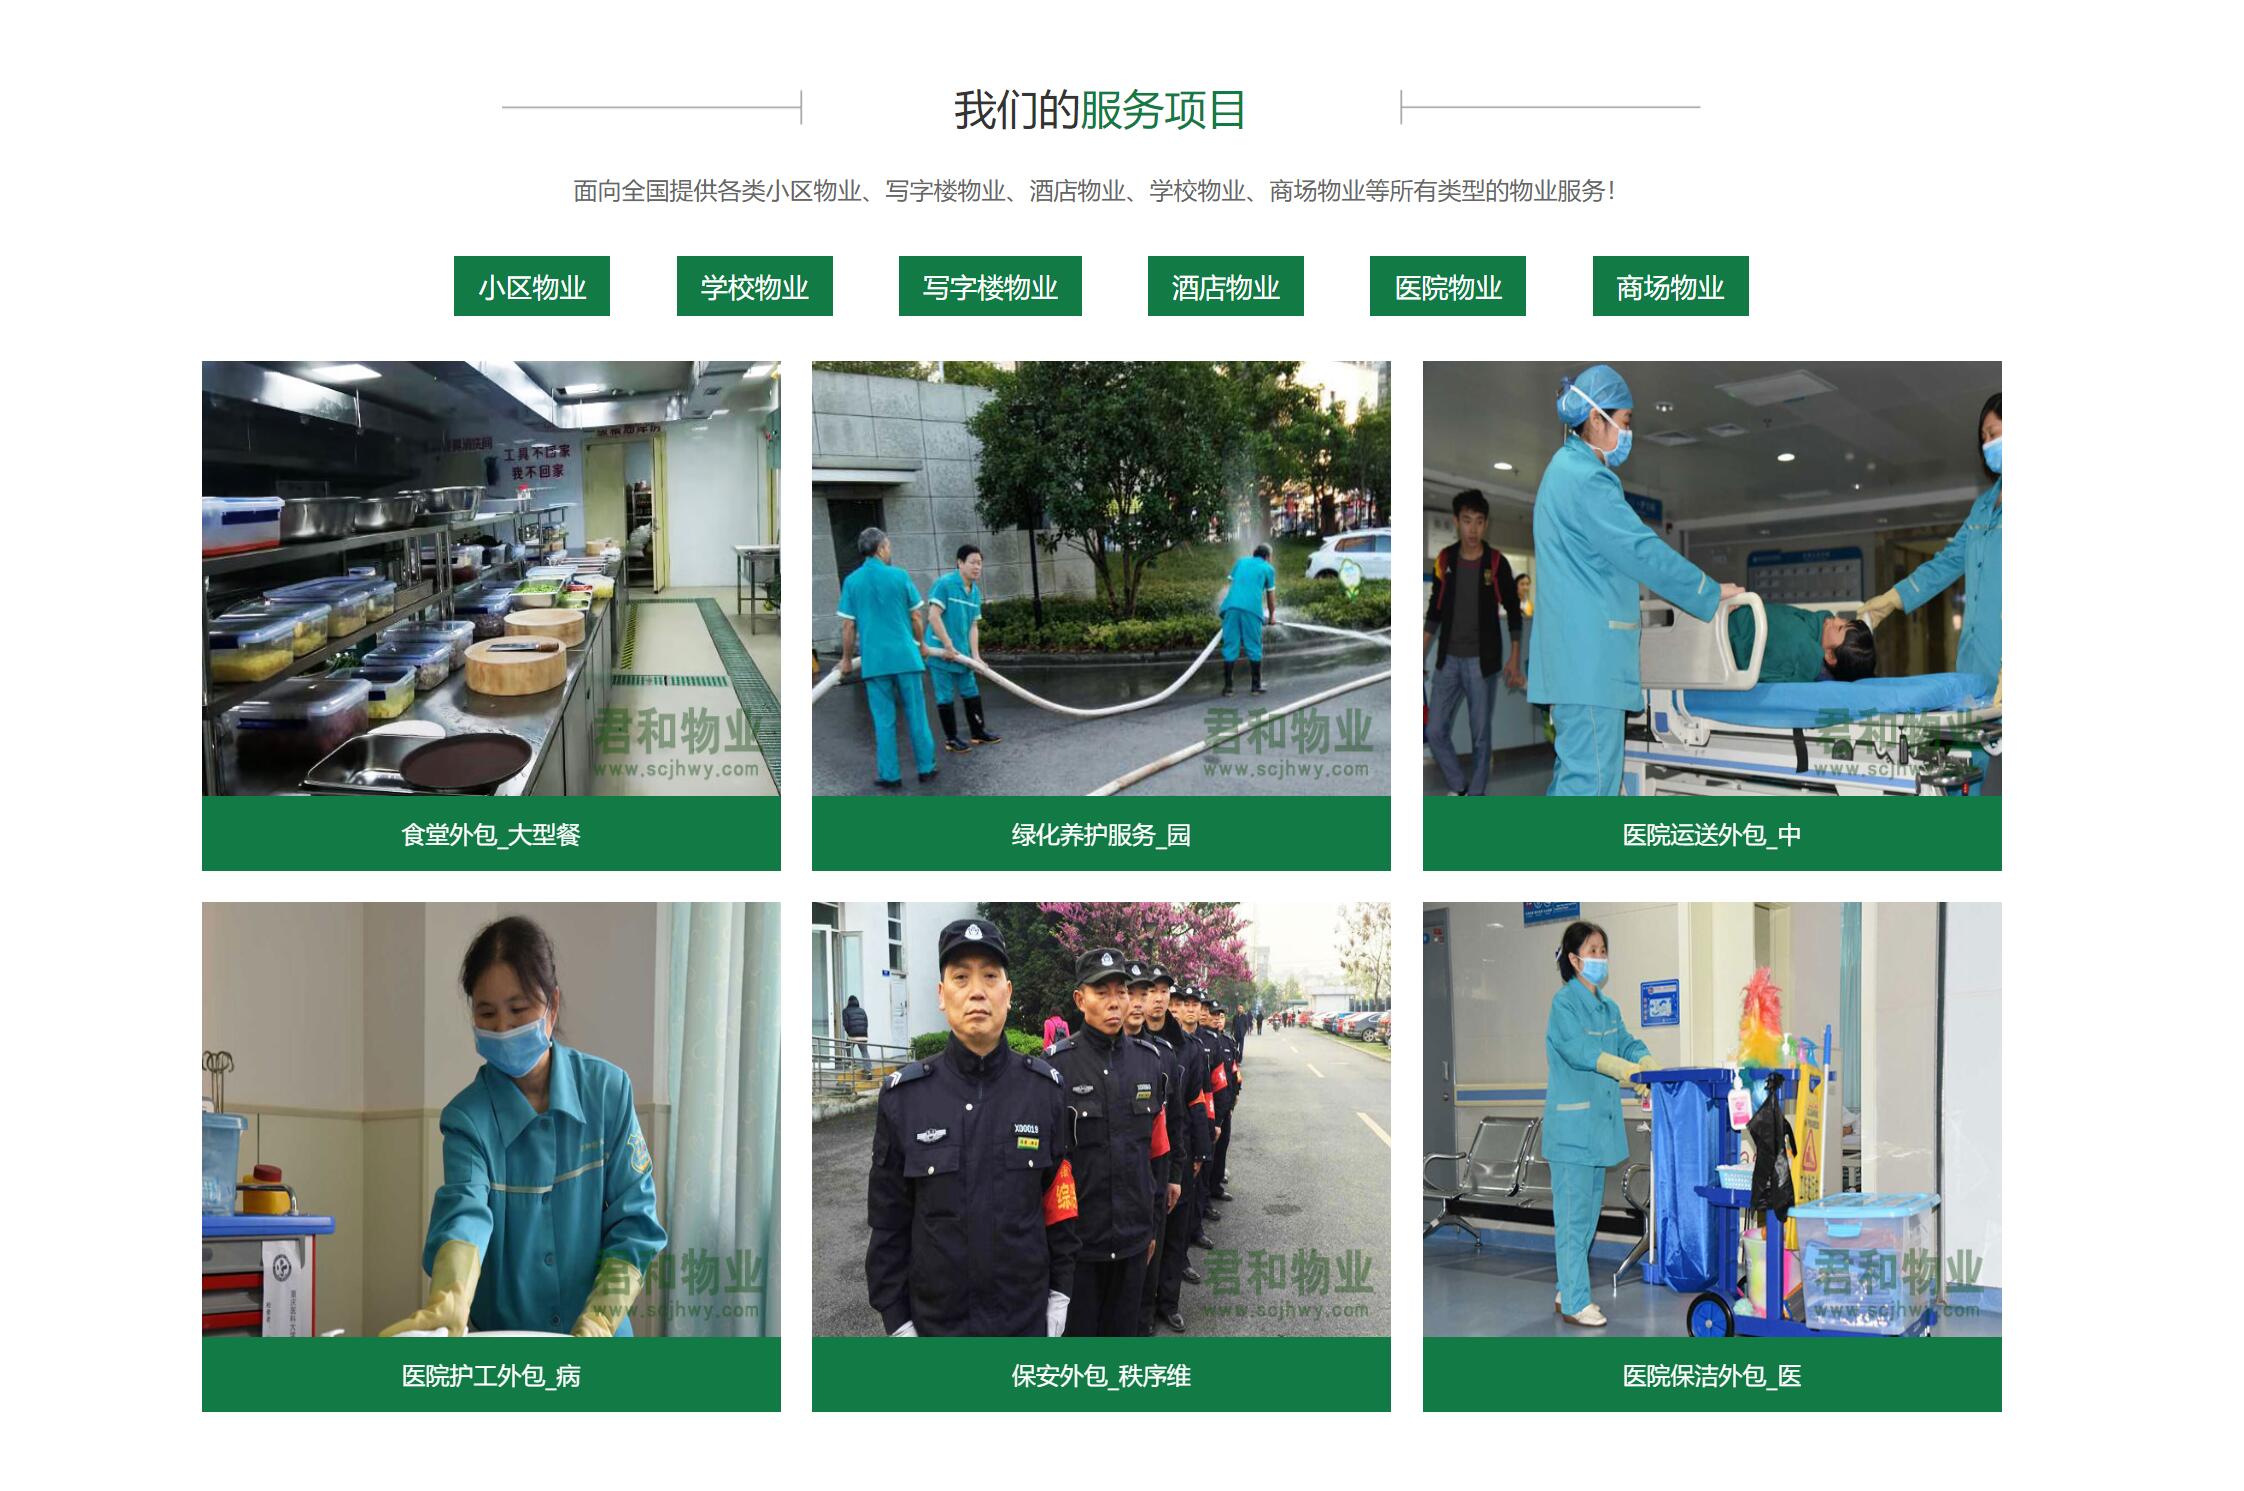 我们的服务项目
面向全国提供各类小区物业、写字楼物业、酒店物业、学校物业、商场物业等所有类型的物业服务！
小区物业
学校物业
写字楼物业
酒店物业
医院物业
商场物业
工具不回家
我不回家
君和物业
www.scjhwy.com
君和物业
www.scjhwy.com
君和物业
www.scjhwy.com
食堂外包_大型餐
绿化养护服务_园
医院运送外包_中
君和物业
www.scjhwy.com
XD0019
君和物业
www.scjhwy.com
君和物业
www.scjhwy.com
医院护工外包_病
保安外包_秩序维
医院保洁外包_医